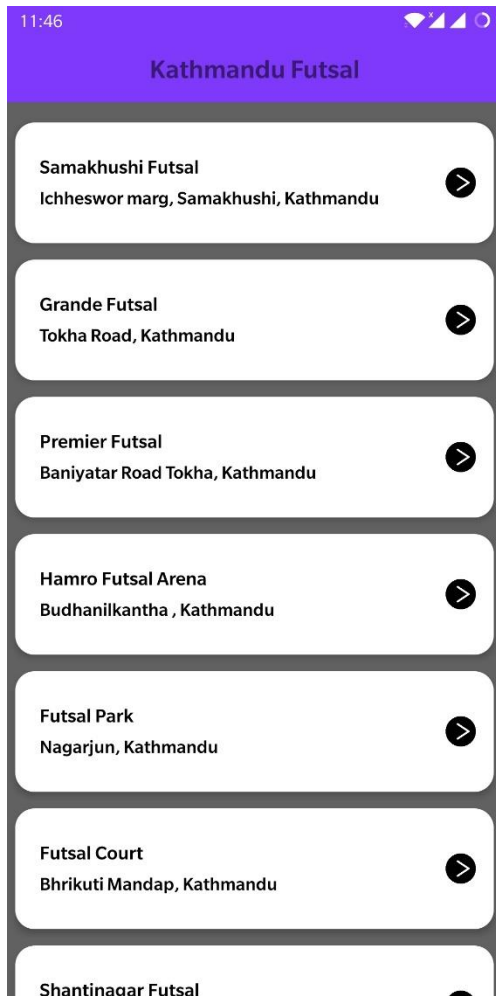 11:46
Kathmandu Futsal
Samakhushi Futsal
Ichheswor marg, Samakhushi, Kathmandu
Grande Futsal
Tokha Road, Kathmandu
Premier Futsal
Baniyatar Road Tokha, Kathmandu
Hamro Futsal Arena
Budhanilkantha , Kathmandu
Futsal Park
Nagarjun, Kathmandu
Futsal Court
Bhrikuti Mandap, Kathmandu
Shantinagar Futsal